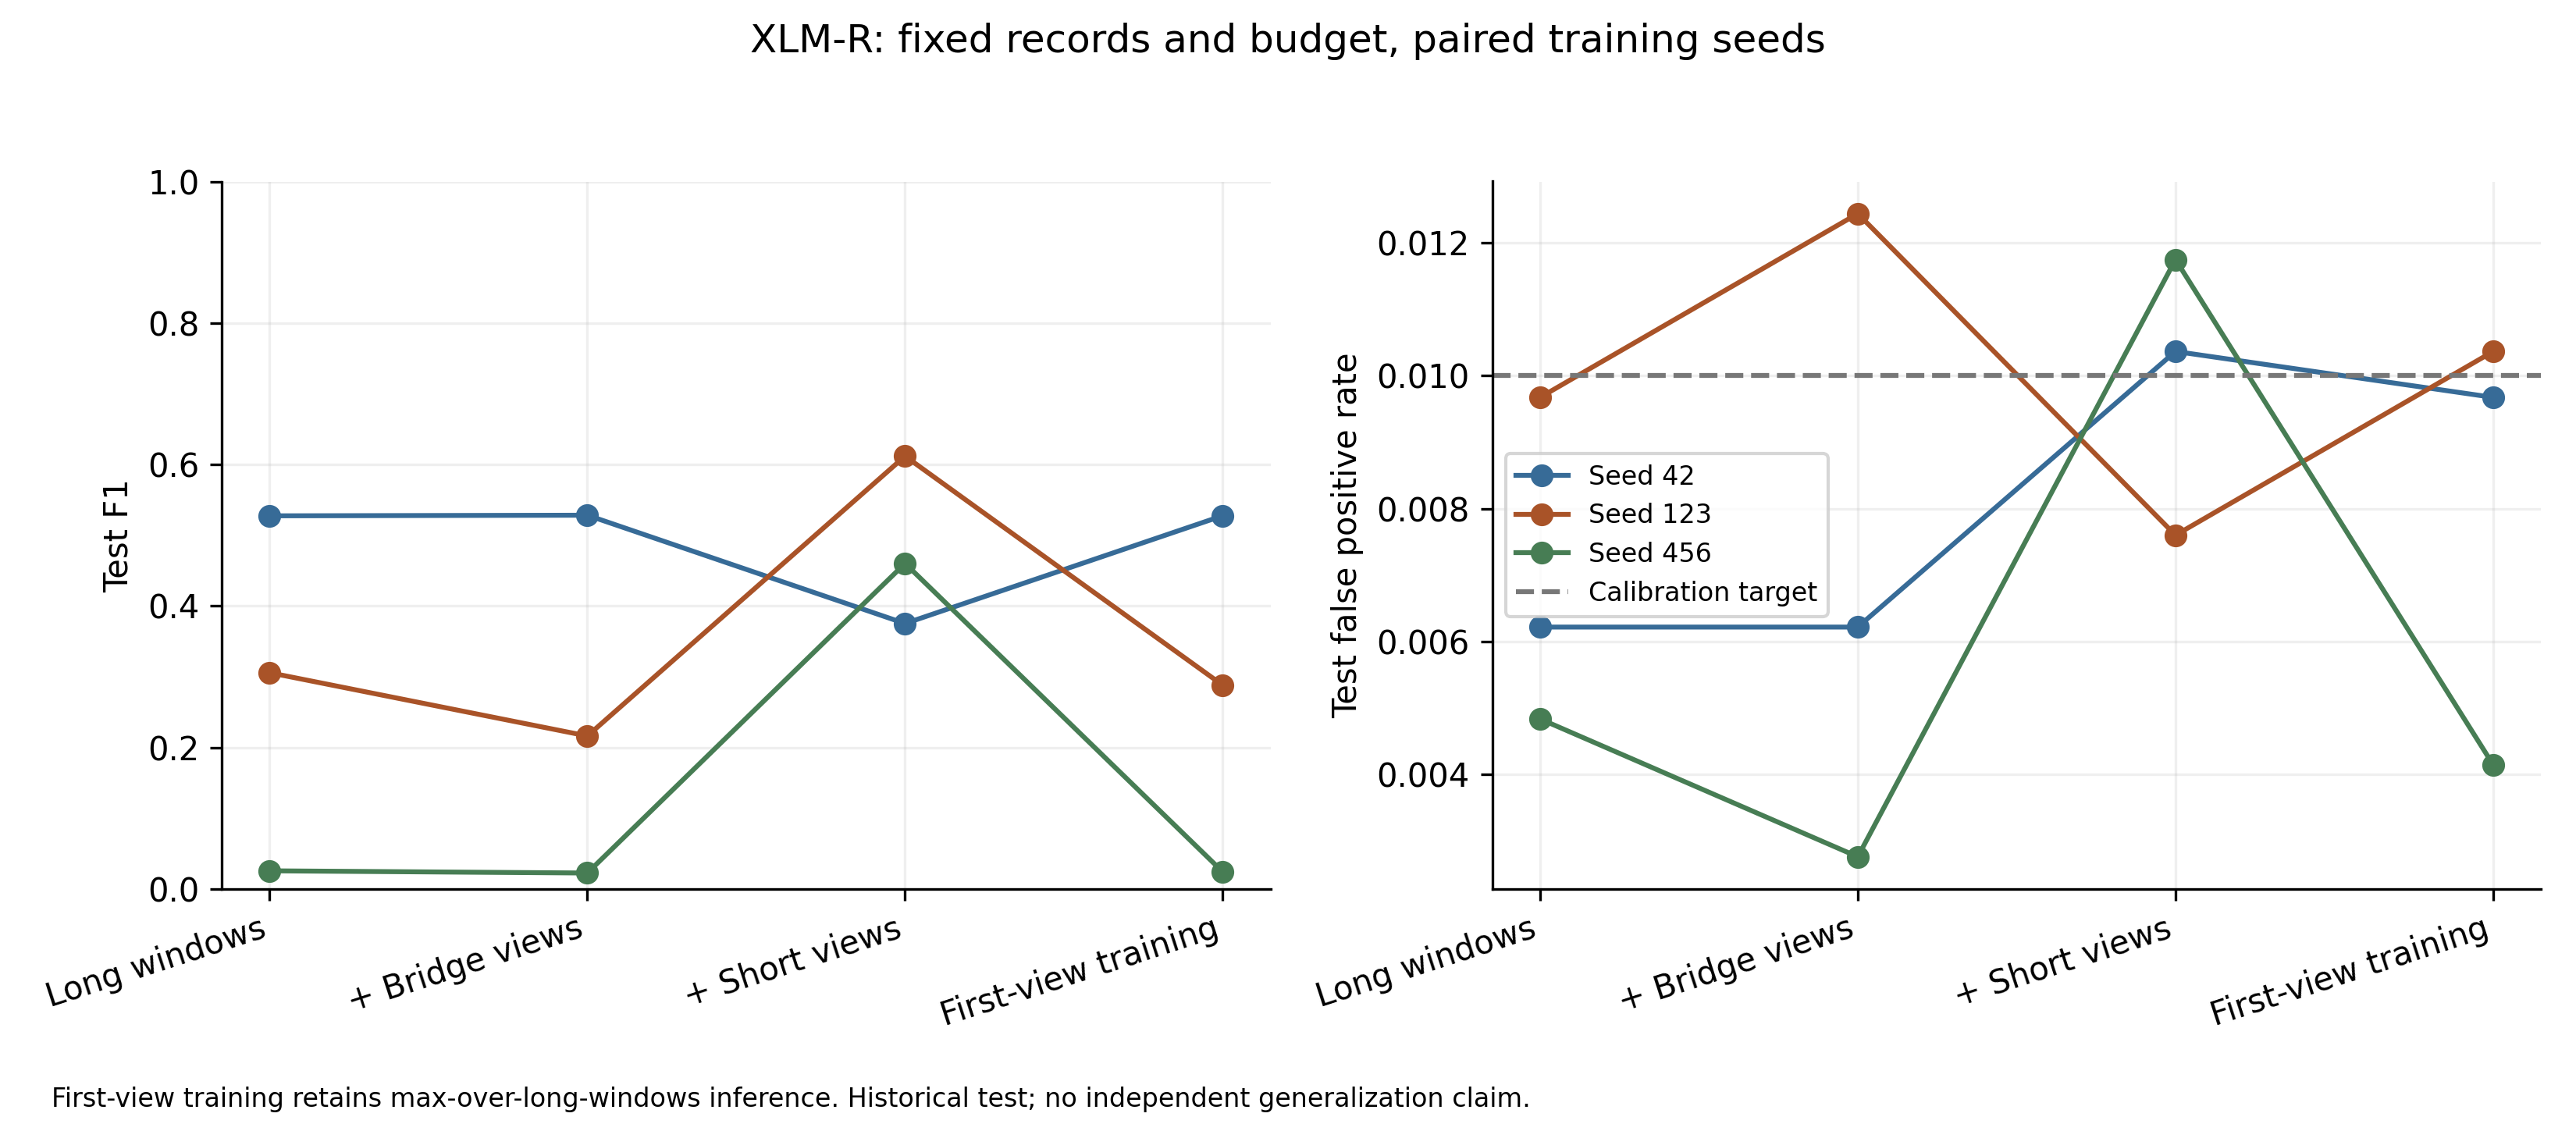 XLM-R: fixed records and budget, paired training seeds
Test F1
1.0
0.8
0.6
0.4
0.2
0.0
Long windows
+ Bridge views
+ Short views
First-view training
Test false positive rate
0.012
0.010
0.008
0.006
0.004
Seed 42
Seed 123
Seed 456
Calibration target
Long windows
+ Bridge views
+ Short views
First-view training
First-view training retains max-over-long-windows inference. Historical test; no independent generalization claim.